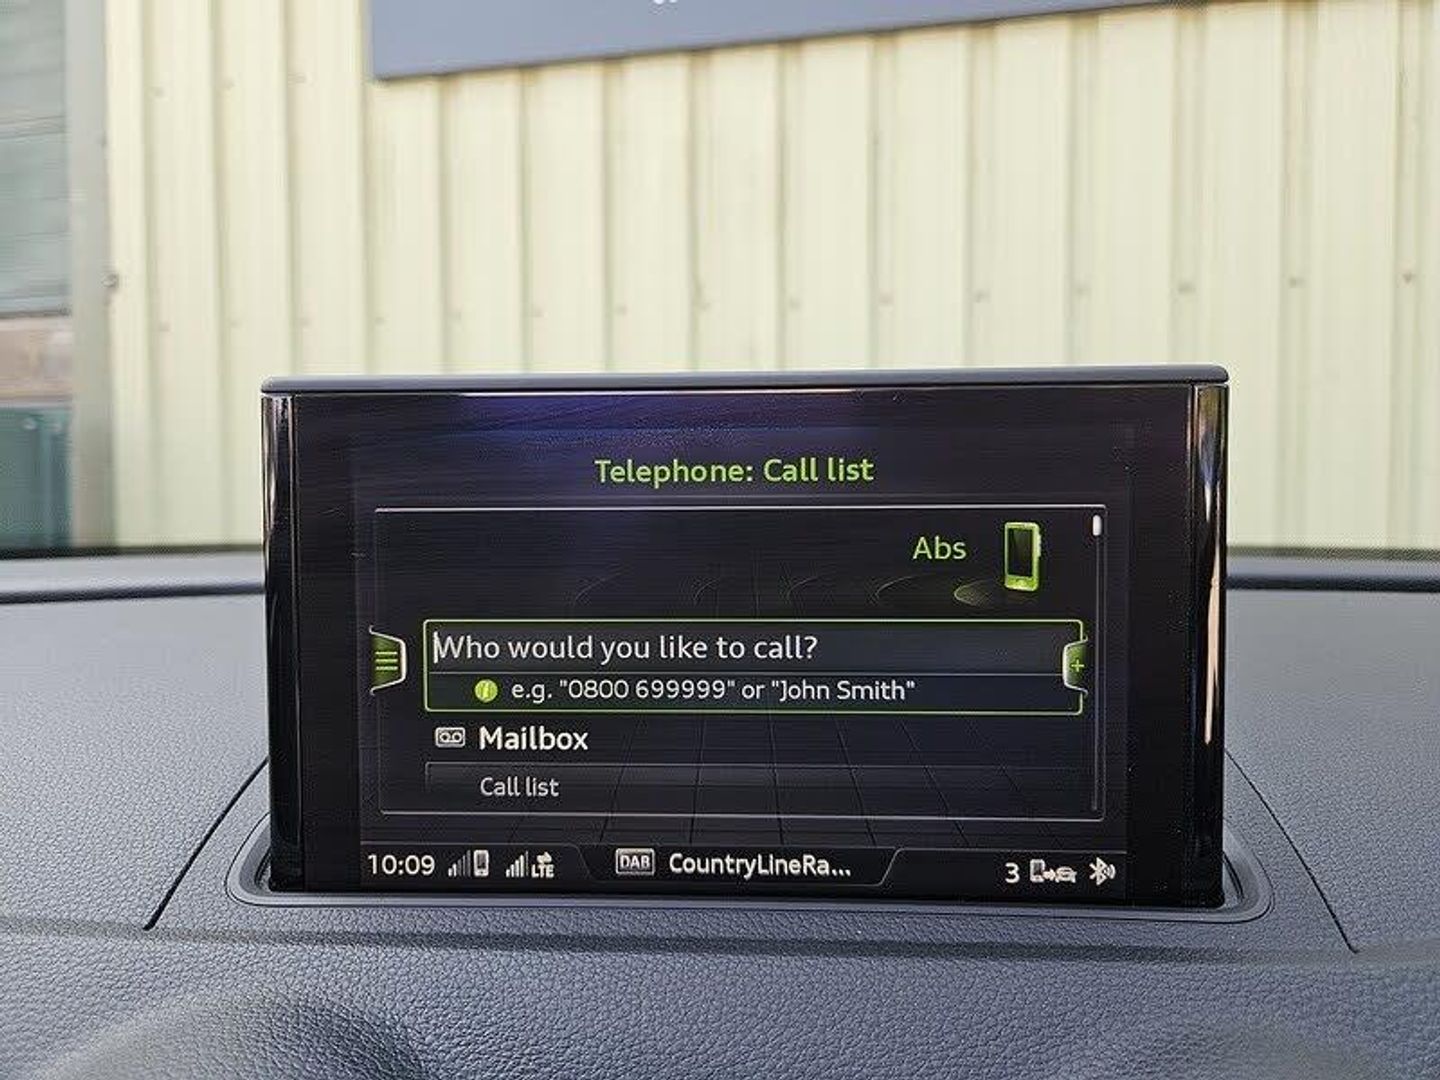 Telephone: Call list
Abs
Who would you like to call?
e.g. "0800 699999" or "John Smith"
Mailbox
Call list
10:09 LTE DAB CountryLineRa... 3